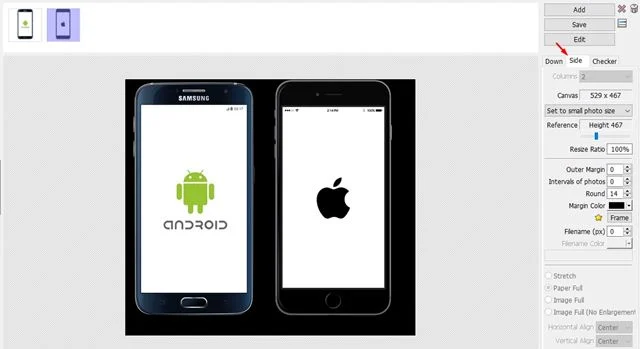 Add
Save
Edit
Down Side Checker
Columns 2
Canvas 529 x 467
Set to small photo size
Reference Height 467
Resize Ratio 100%
Outer Margin 0
Intervals of photos 0
Round 14
Margin Color
Frame
Filename (px) 0
Filename Color
Stretch
Paper Full
Image Full
Image Full (No Enlargement
Horizontal Align Center
Vertical Align Center
SAMSUNG
ANDROID